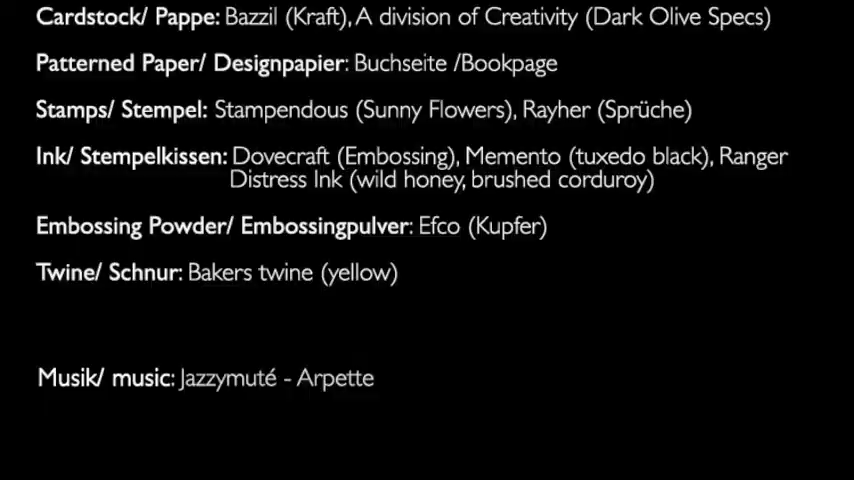 Cardstock/ Pappe: Bazzil (Kraft), A division of Creativity (Dark Olive Specs)
Patterned Paper/ Designpapier: Buchseite /Bookpage
Stamps/ Stempel: Stampendous (Sunny Flowers), Rayher (Sprüche)
Ink/ Stempelkissen: Dovecraft (Embossing), Memento (tuxedo black), Ranger
Distress Ink (wild honey, brushed corduroy)
Embossing Powder/ Embossingpulver: Efco (Kupfer)
Twine/ Schnur: Bakers twine (yellow)
Musik/ music: Jazzymuté - Arpette